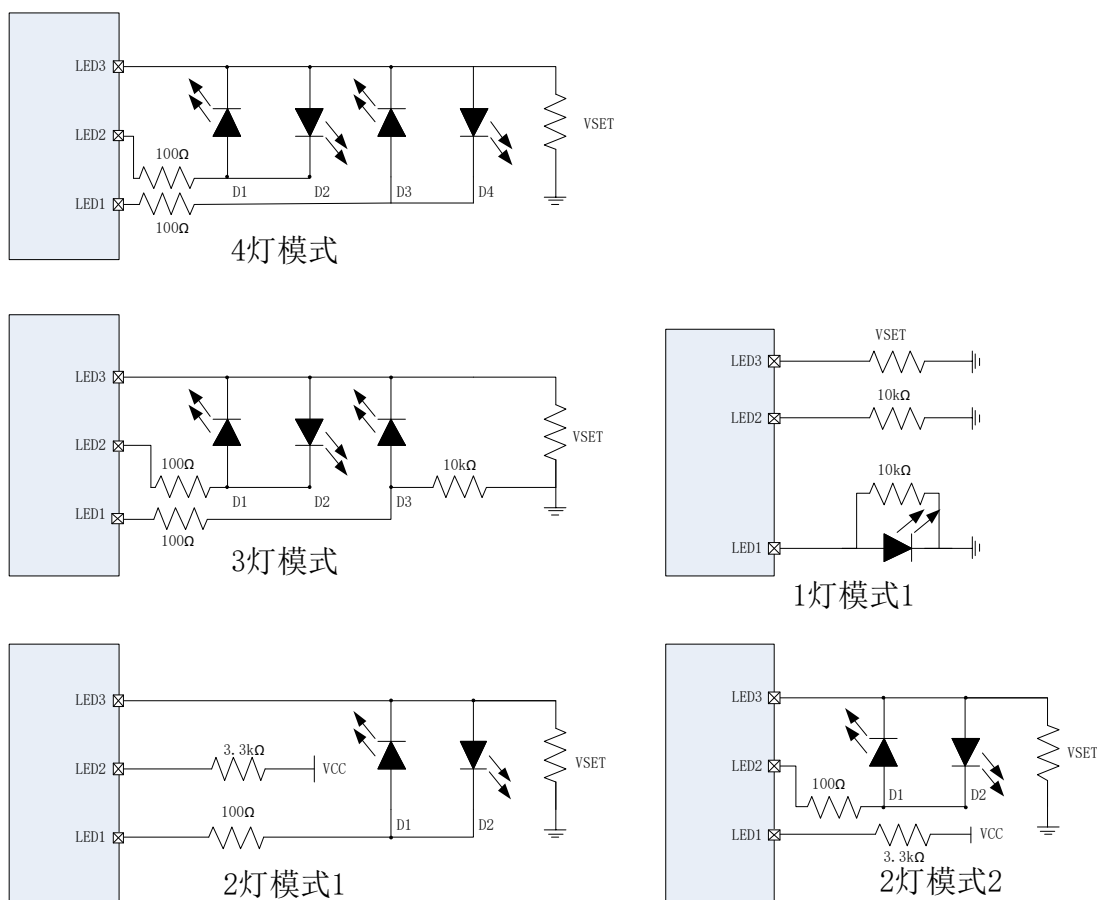 LED3
VSET
LED2
100Ω
D1 D2 D3 D4
LED1
100Ω
4灯模式
LED3
VSET
LED2
100Ω
10kΩ
D1 D2 D3
LED1
100Ω
3灯模式
VSET
LED3
10kΩ
LED2
10kΩ
LED1
1灯模式1
LED3
3.3kΩ
LED2
VCC
VSET
100Ω
D1 D2
LED1
2灯模式1
LED3
VSET
LED2
100Ω
D1 D2
LED1
VCC
3.3kΩ
2灯模式2